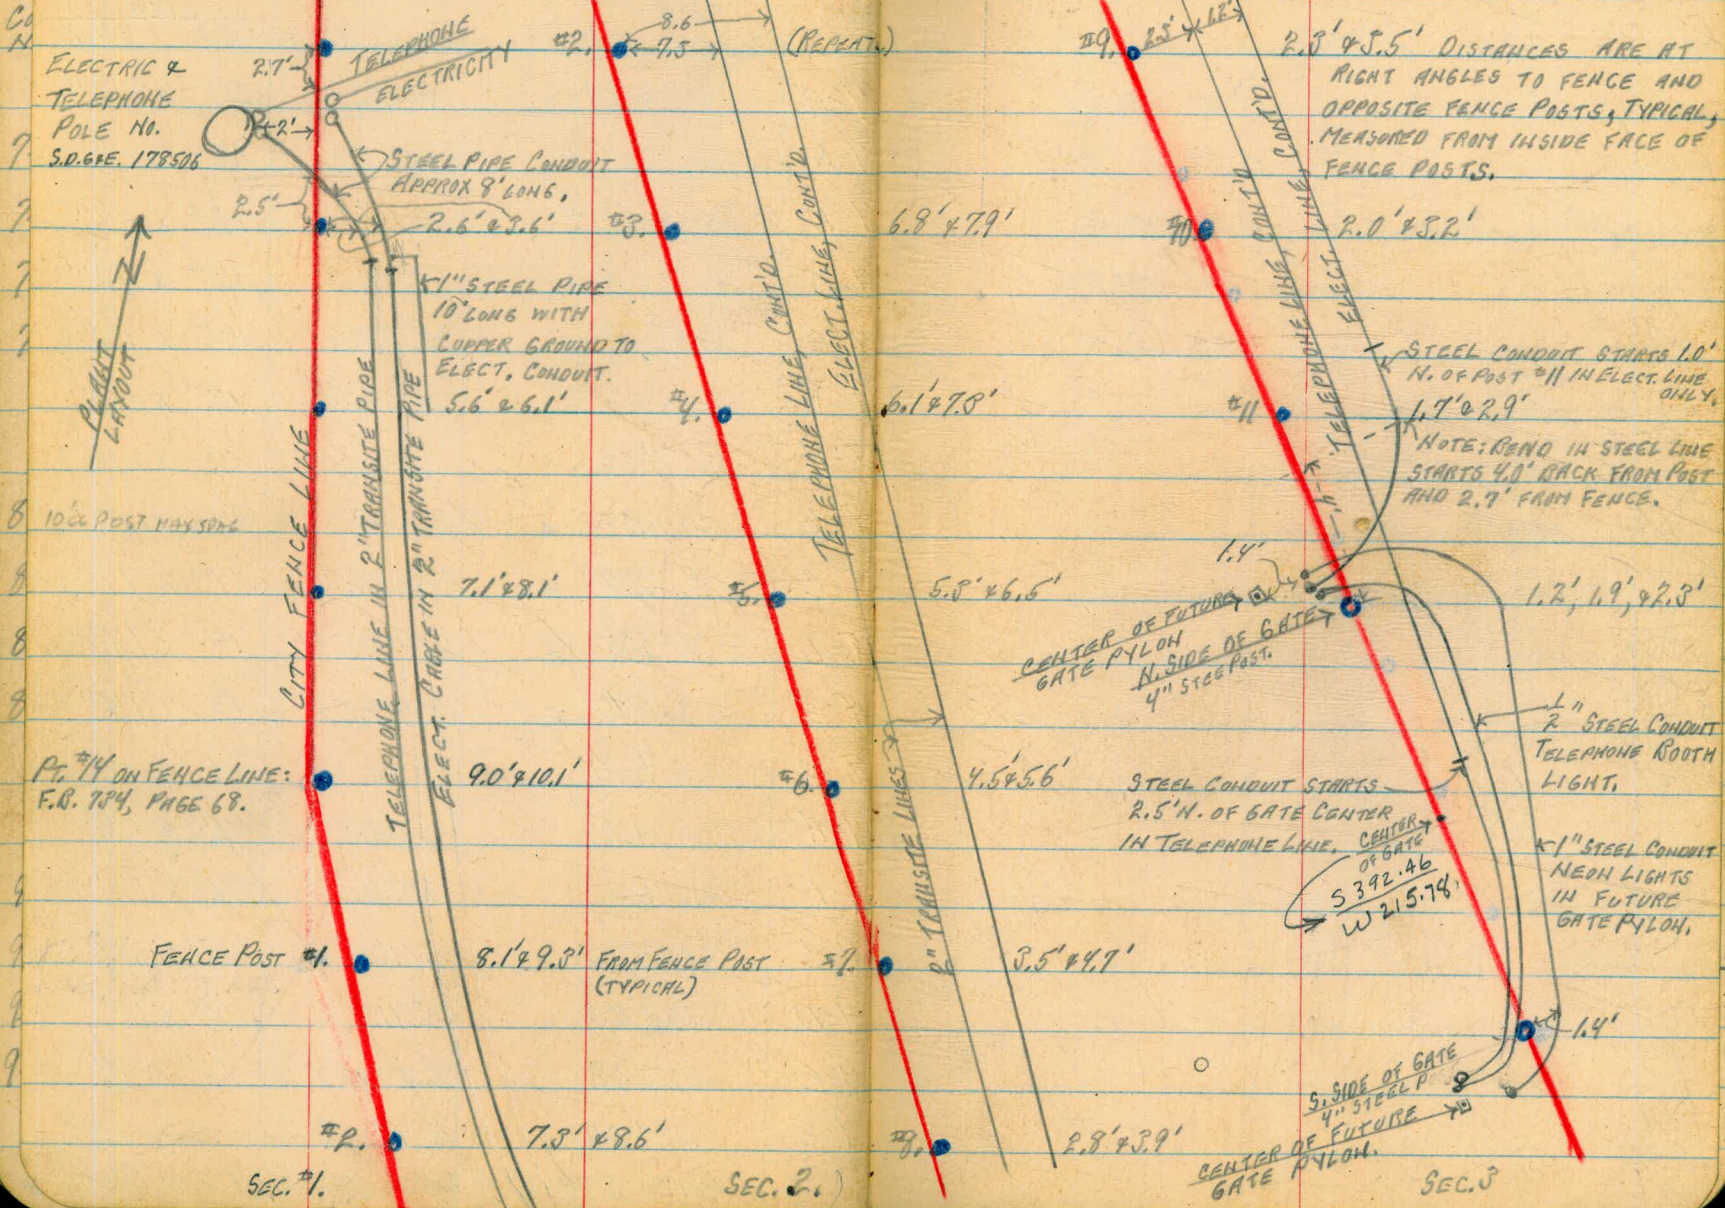 ELECTRIC &
TELEPHONE
POLE NO.
S.D.G&E. 178506
2.7'
TELEPHONE
ELECTRICITY
2'
STEEL PIPE CONDUIT
APPROX 8' LONG.
2.5'
2.6' & 3.6'
1" STEEL PIPE
10' LONG WITH
COPPER GROUND TO
ELECT. CONDUIT.
5.6' & 6.1'
PLANT
LAYOUT
N
CITY FENCE LINE
TELEPHONE LINE IN 2" TRANSITE PIPE
ELECT. CABLE IN 2" TRANSITE PIPE
7.1' & 8.1'
PT. #14 ON FENCE LINE:
F.B. 784, PAGE 68.
9.0' & 10.1'
FENCE POST #1.
8.1' & 9.3' FROM FENCE POST
(TYPICAL)
#2.
7.3' & 8.6'
SEC. #1.
#2.
8.6
7.3
(REPEAT.)
#3.
6.8' & 7.9'
TELEPHONE LINE, CONT'D.
ELECT. LINE, CONT'D.
#4.
6.1' & 7.3'
#5.
5.3' & 6.5'
#6.
4.5' & 5.6'
2" TRANSITE LINES
#7.
3.5' & 4.7'
#8.
2.8' & 3.9'
SEC. 2.
#9.
2.3'
1.2'
2.3' & 3.5' DISTANCES ARE AT
RIGHT ANGLES TO FENCE AND
OPPOSITE FENCE POSTS, TYPICAL,
MEASURED FROM INSIDE FACE OF
FENCE POSTS.
#10.
2.0' & 3.2'
TELEPHONE LINE, CONT'D
ELECT. LINE, CONT'D.
STEEL CONDUIT STARTS 1.0'
N. OF POST #11 IN ELECT. LINE
ONLY.
#11
1.7' & 2.9'
NOTE: BEND IN STEEL LINE
STARTS 4.0' BACK FROM POST
AND 2.7' FROM FENCE.
4'
1.4'
CENTER OF FUTURE
GATE PYLON
N. SIDE OF GATE
4" STEEL POST.
1.2', 1.9', & 2.3'
1/2" STEEL CONDUIT
TELEPHONE BOOTH
LIGHT.
STEEL CONDUIT STARTS
2.5' N. OF GATE CENTER
IN TELEPHONE LINE.
CENTER
OF GATE
S 392.46
W 215.78
1" STEEL CONDUIT
NEON LIGHTS
IN FUTURE
GATE PYLON.
1.4'
S. SIDE OF GATE
4" STEEL
CENTER OF FUTURE
GATE PYLON.
SEC. 3